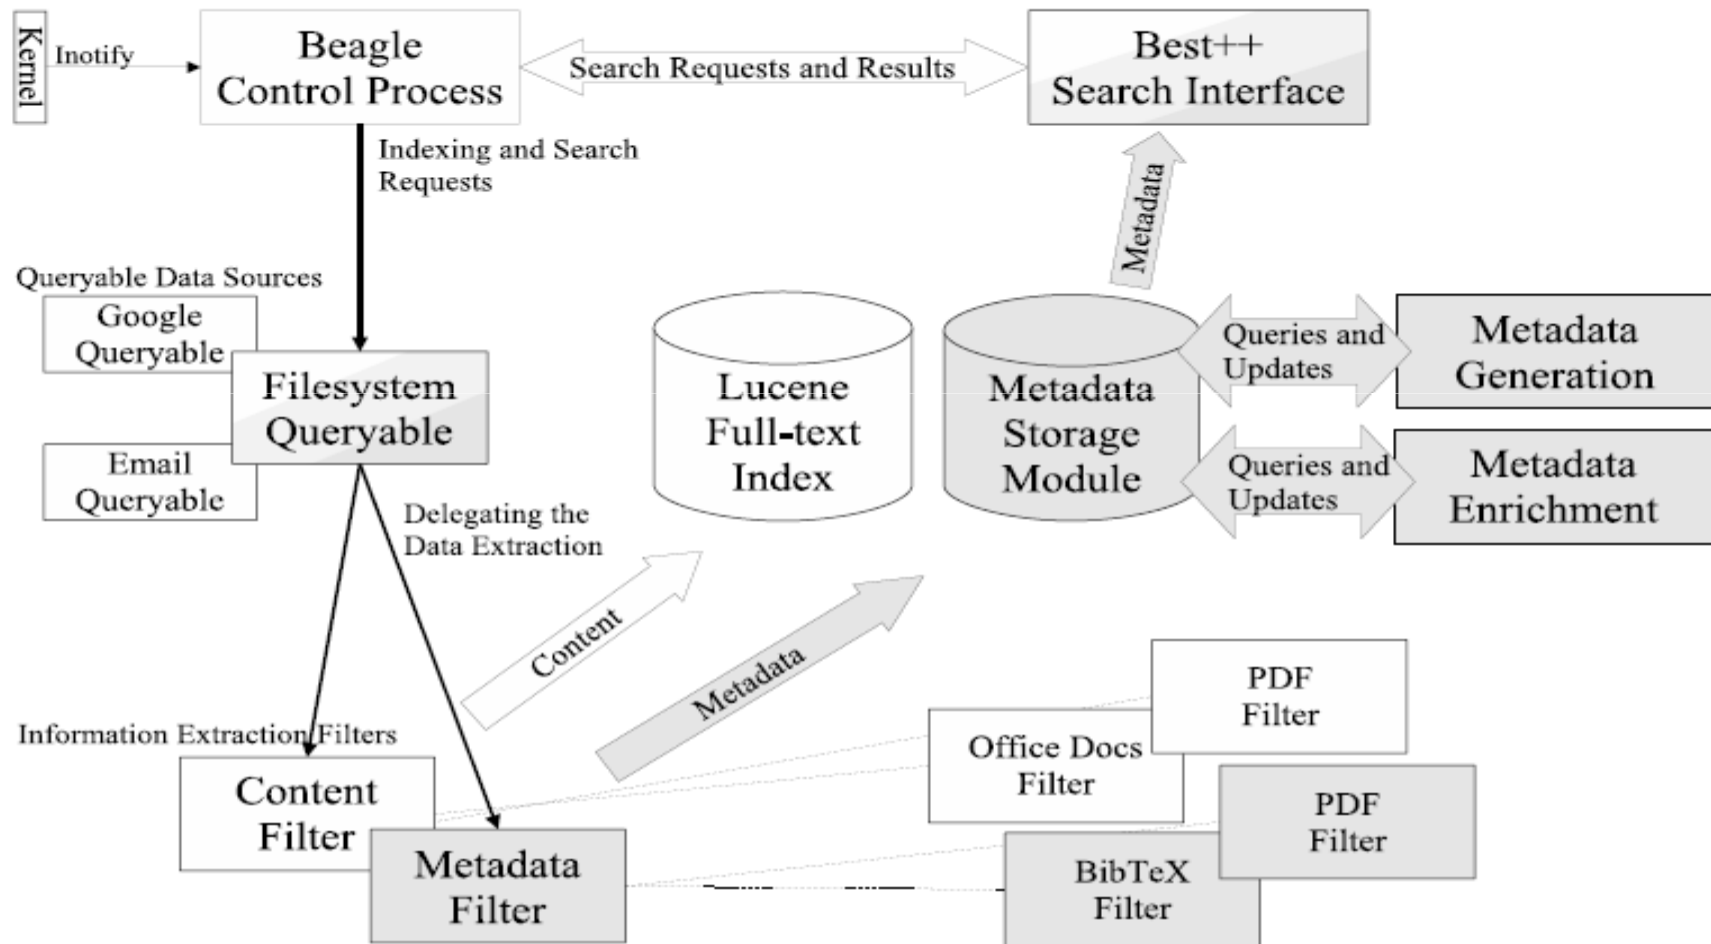 Kernel
Inotify
Beagle
Control Process
Search Requests and Results
Best++
Search Interface
Indexing and Search
Requests
Metadata
Queryable Data Sources
Google
Queryable
Filesystem
Queryable
Email
Queryable
Lucene
Full-text
Index
Metadata
Storage
Module
Queries and
Updates
Metadata
Generation
Queries and
Updates
Metadata
Enrichment
Delegating the
Data Extraction
Content
Metadata
Information Extraction Filters
Content
Filter
Metadata
Filter
PDF
Filter
Office Docs
Filter
PDF
Filter
BibTeX
Filter